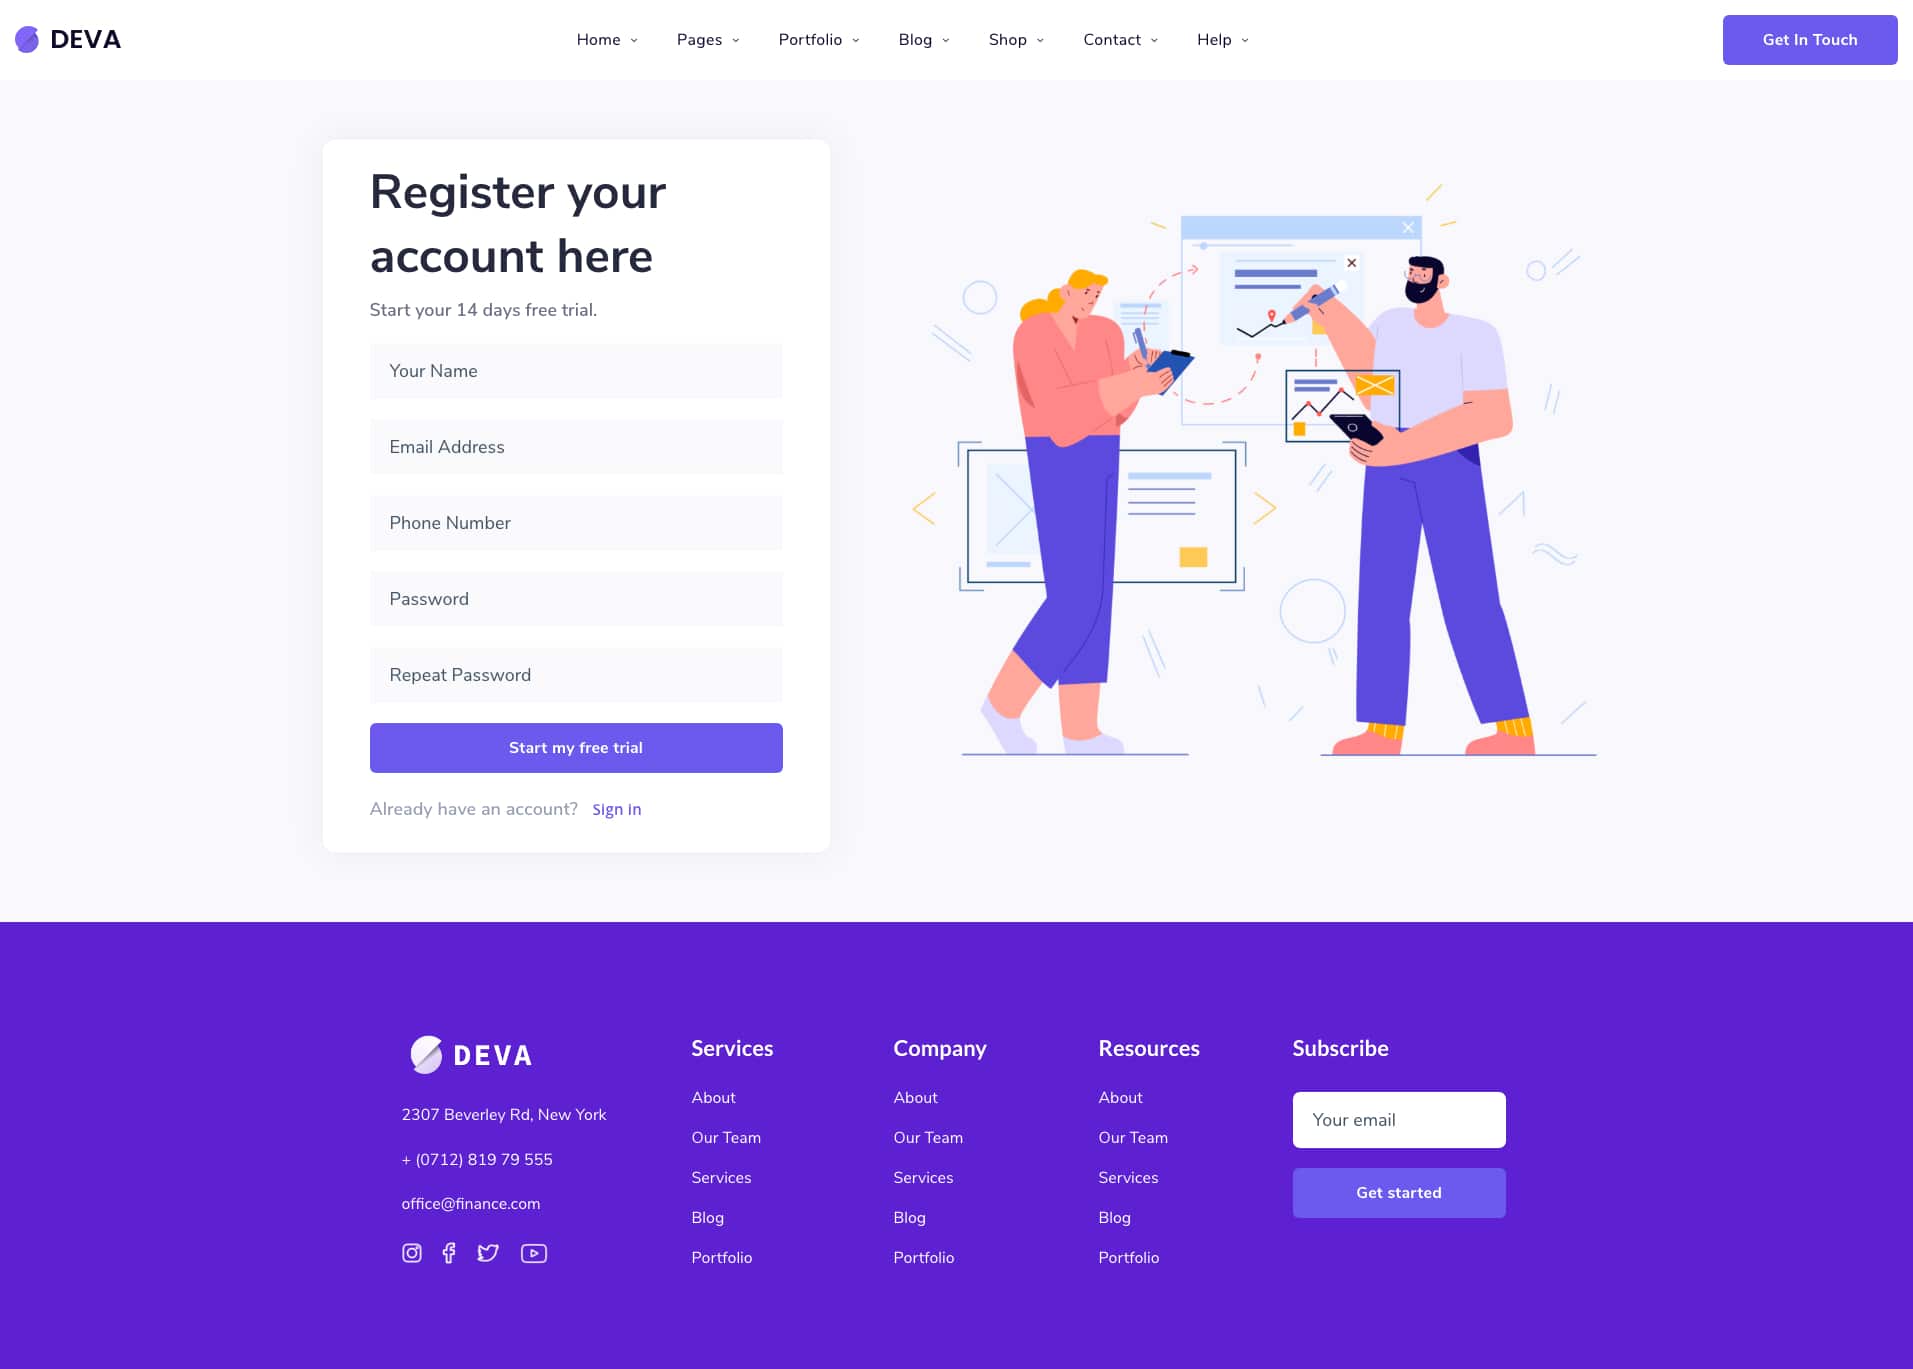 DEVA
Home
Pages
Portfolio
Blog
Shop
Contact
Help
Get In Touch
Register your
account here
Start your 14 days free trial.
Your Name
Email Address
Phone Number
Password
Repeat Password
Start my free trial
Already have an account? Sign in
DEVA
2307 Beverley Rd, New York
+ (0712) 819 79 555
office@finance.com
Services
About
Our Team
Services
Blog
Portfolio
Company
About
Our Team
Services
Blog
Portfolio
Resources
About
Our Team
Services
Blog
Portfolio
Subscribe
Your email
Get started